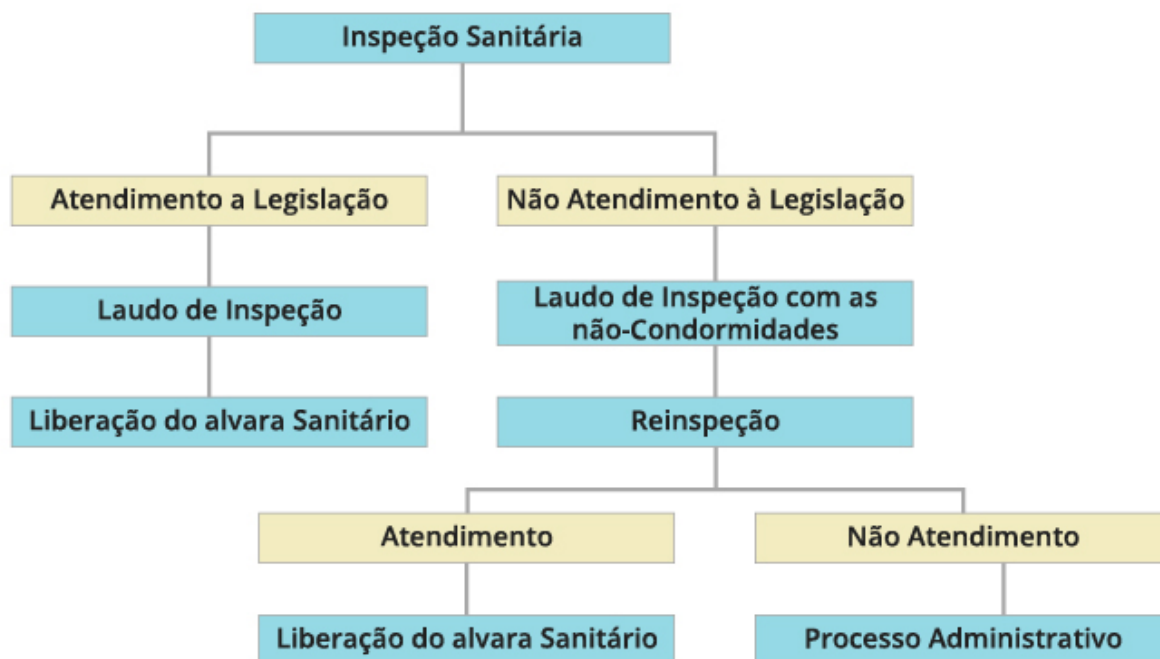 Inspeção Sanitária
Atendimento a Legislação
Não Atendimento à Legislação
Laudo de Inspeção
Laudo de Inspeção com as
não-Condormidades
Liberação do alvara Sanitário
Reinspeção
Atendimento
Não Atendimento
Liberação do alvara Sanitário
Processo Administrativo